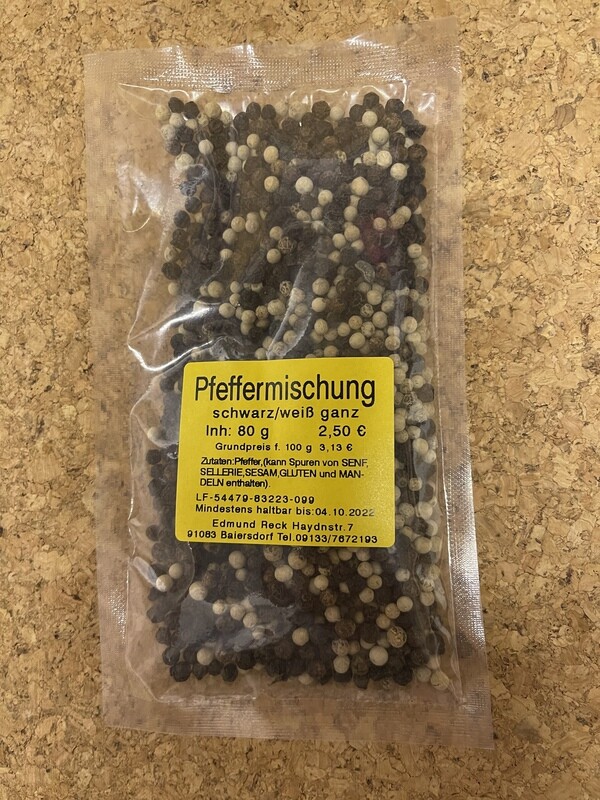 Pfeffermischung
schwarz/weiß ganz
Inh: 80 g 2,50 €
Grundpreis f. 100 g 3,13 €
Zutaten:Pfeffer,(kann Spuren von SENF,
SELLERIE,SESAM,GLUTEN und MAN-
DELN enthalten).
LF-54479-83223-099
Mindestens haltbar bis:04.10.2022
Edmund Reck Haydnstr.7
91083 Baiersdorf Tel.09133/7672193